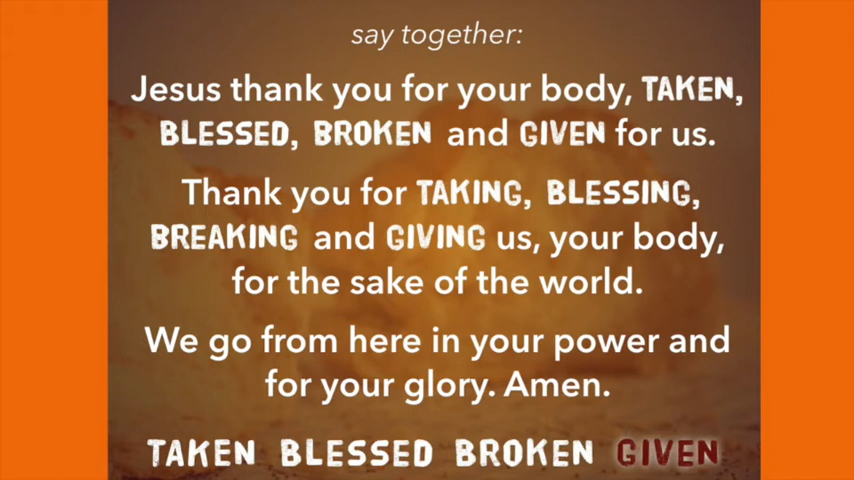 say together:
Jesus thank you for your body, TAKEN,
BLESSED, BROKEN and GIVEN for us.
Thank you for TAKING, BLESSING,
BREAKING and GIVING us, your body,
for the sake of the world.
We go from here in your power and
for your glory. Amen.
TAKEN BLESSED BROKEN GIVEN